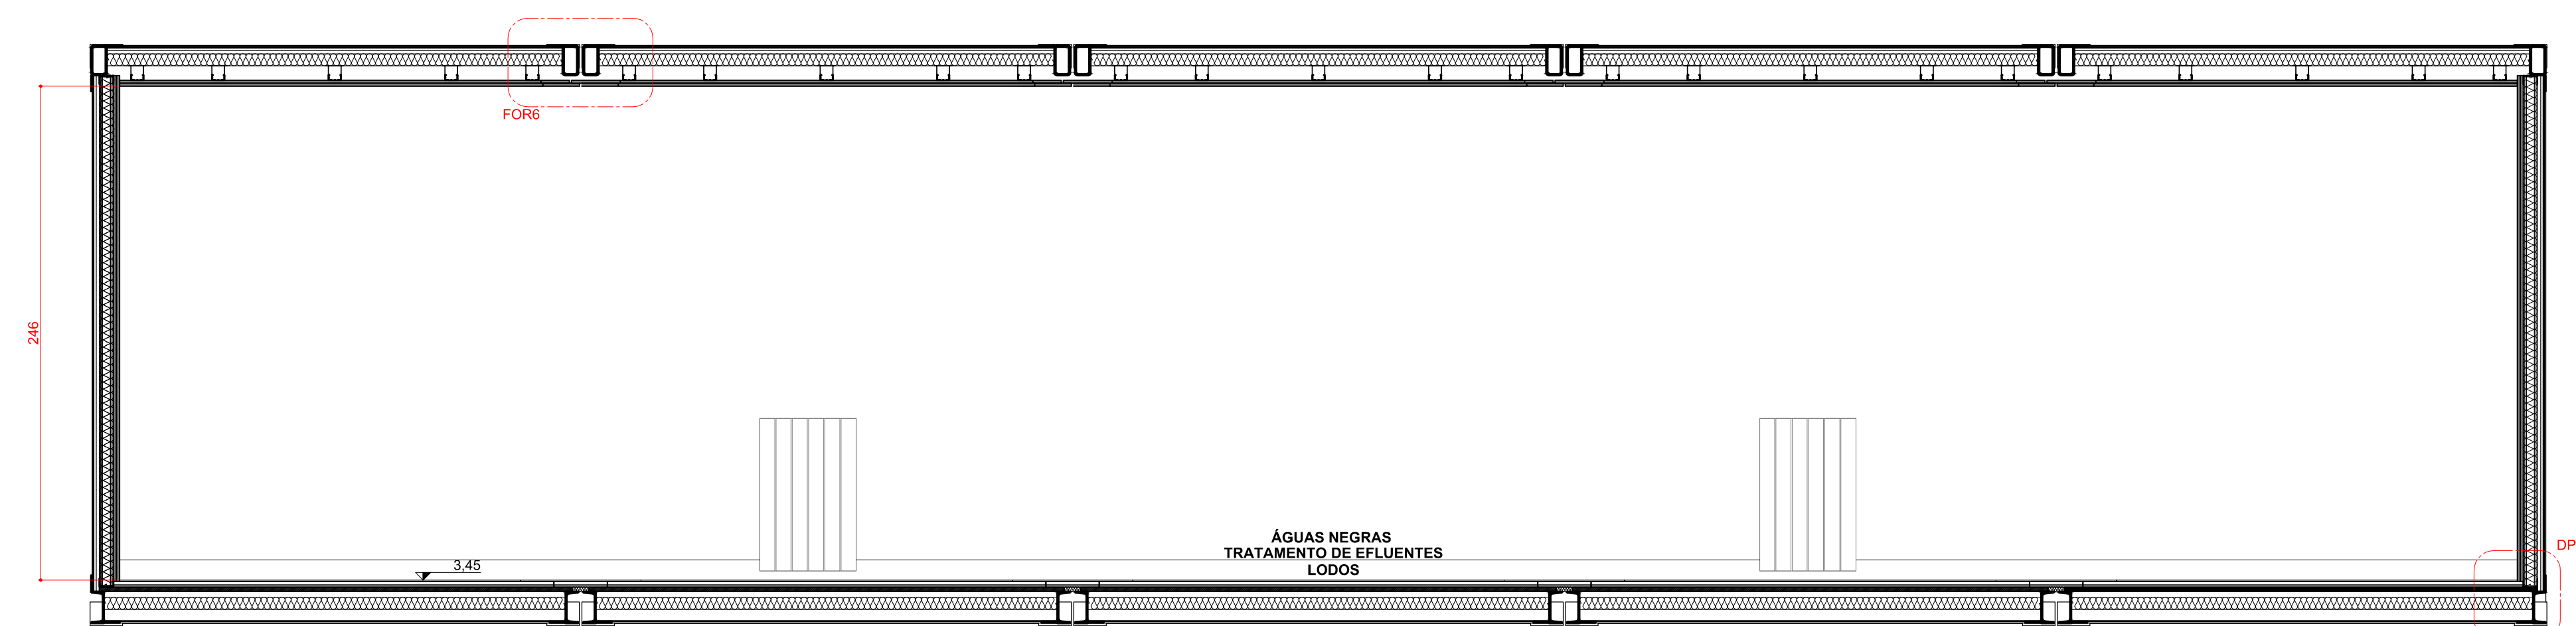 FOR6
246
3,45
ÁGUAS NEGRAS
TRATAMENTO DE EFLUENTES
LODOS
DP